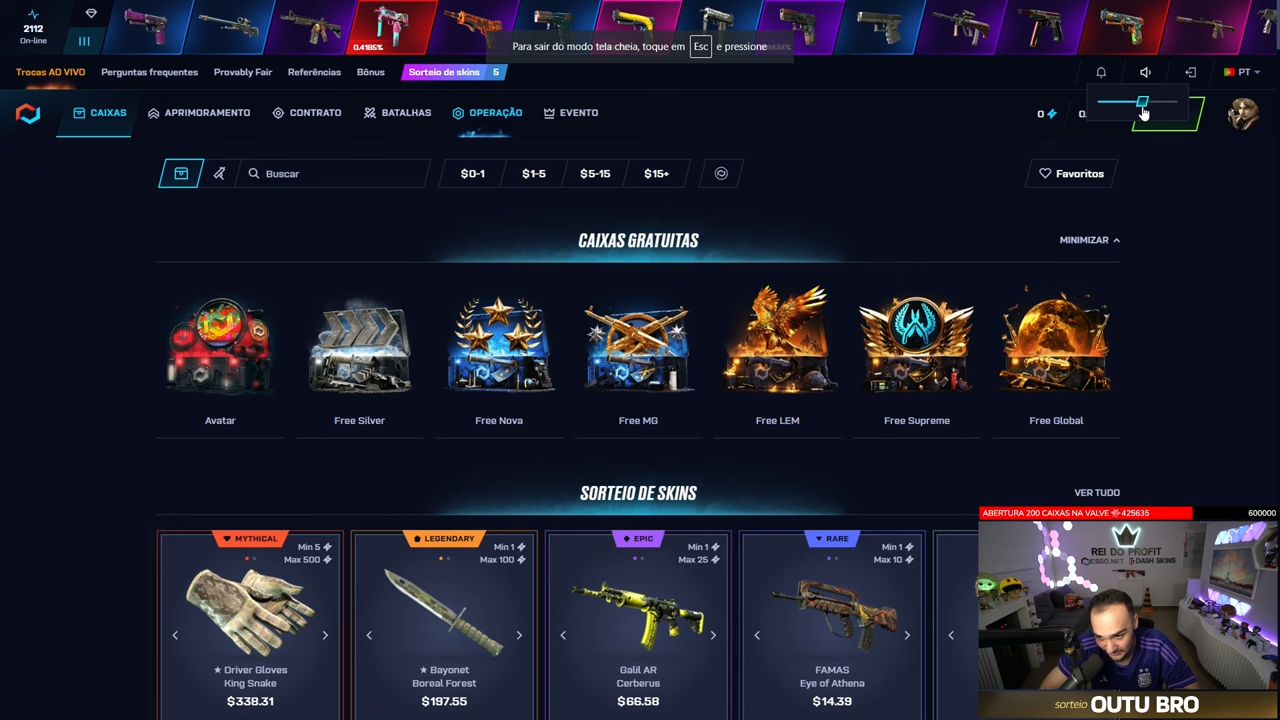 2112
On-line
0.4185%
Para sair do modo tela cheia, toque em Esc e pressione
Trocas AO VIVO
Perguntas frequentes
Provably Fair
Referências
Bônus
Sorteio de skins 5
PT
CAIXAS
APRIMORAMENTO
CONTRATO
BATALHAS
OPERAÇÃO
EVENTO
0
Buscar
$0-1
$1-5
$5-15
$15+
Favoritos
CAIXAS GRATUITAS
MINIMIZAR
Avatar
Free Silver
Free Nova
Free MG
Free LEM
Free Supreme
Free Global
SORTEIO DE SKINS
VER TUDO
MYTHICAL
Min 5
Max 500
★ Driver Gloves
King Snake
$338.31
LEGENDARY
Min 1
Max 100
★ Bayonet
Boreal Forest
$197.55
EPIC
Min 1
Max 25
Galil AR
Cerberus
$66.58
RARE
Min 1
Max 10
FAMAS
Eye of Athena
$14.39
ABERTURA 200 CAIXAS NA VALVE 425635
600000
REI DO PROFIT
CSGO.NET DASH SKINS
sorteio OUTU BRO